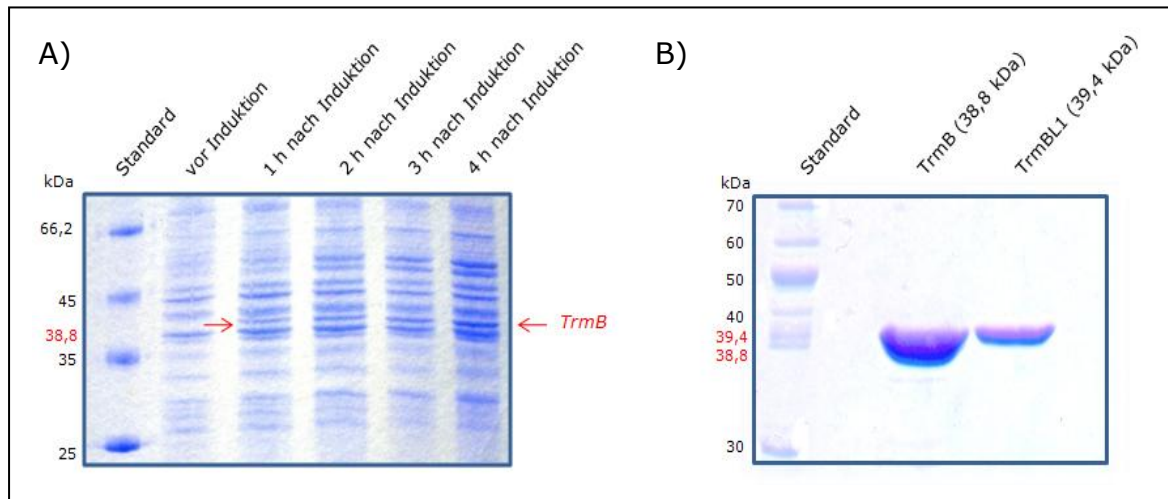 A)
Standard
vor Induktion
1 h nach Induktion
2 h nach Induktion
3 h nach Induktion
4 h nach Induktion
kDa
66,2
45
38,8
35
25
TrmB
B)
Standard
TrmB (38,8 kDa)
TrmBL1 (39,4 kDa)
kDa
70
60
50
40
39,4
38,8
30